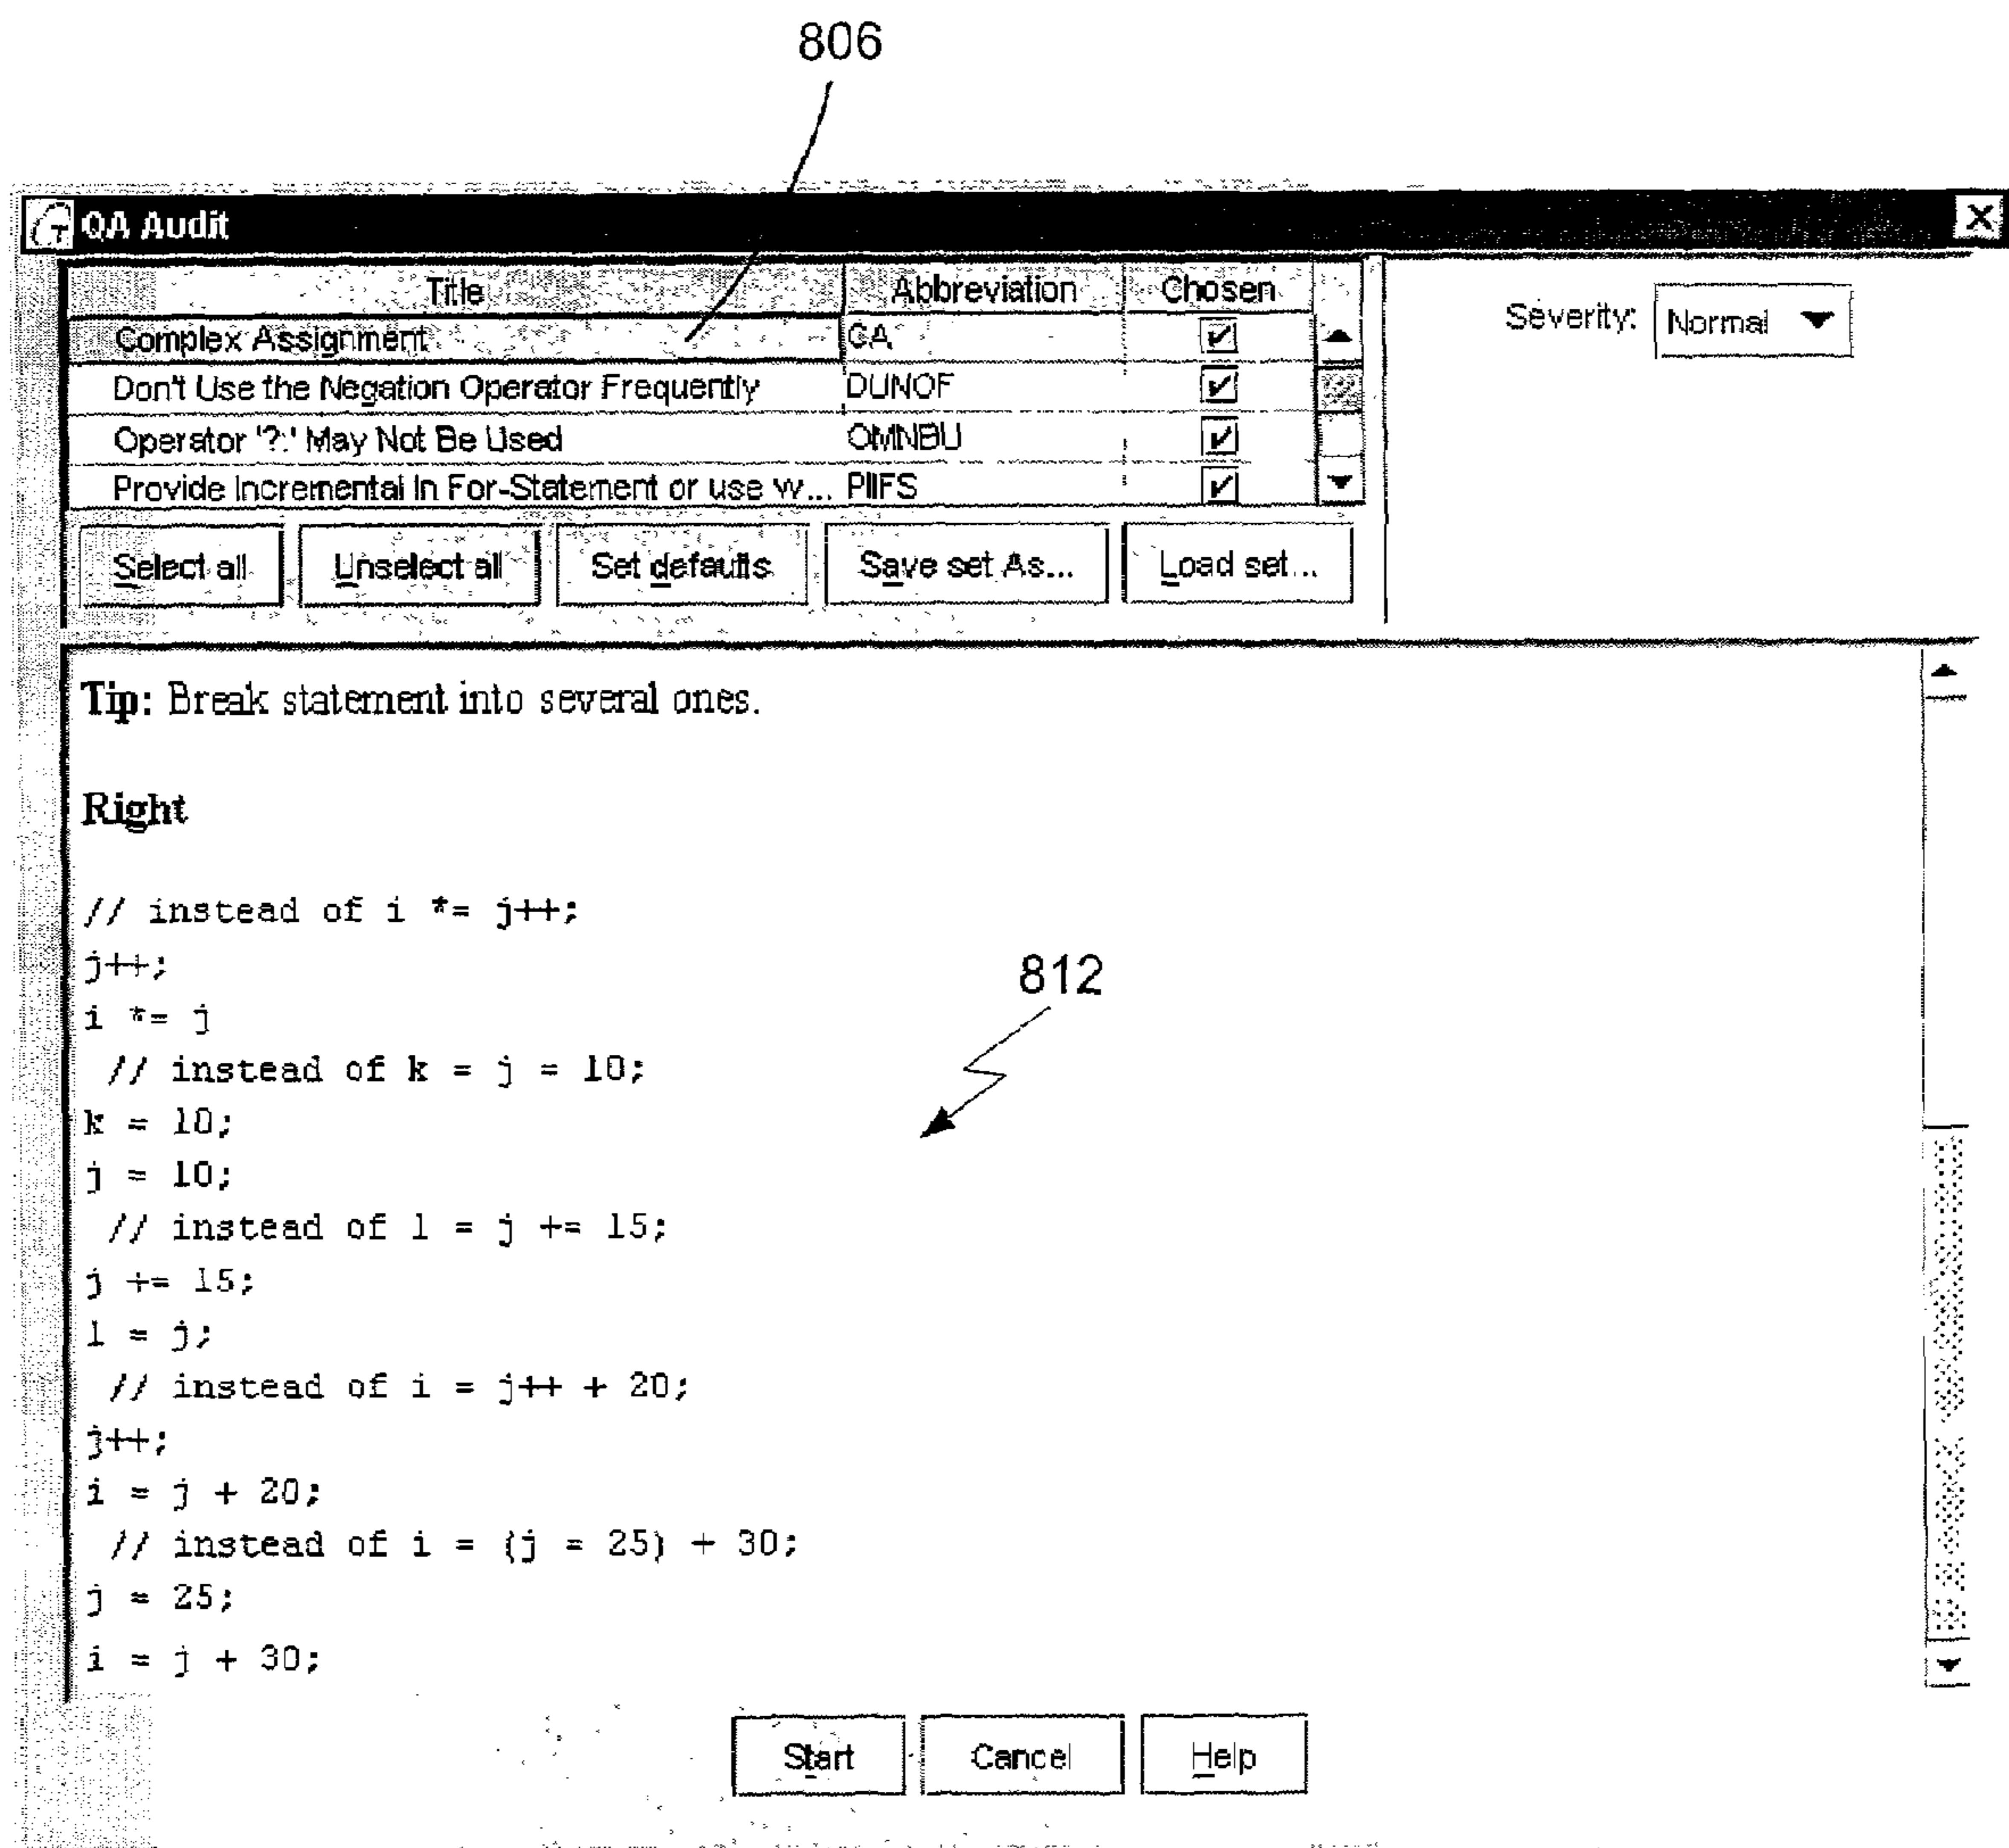 806
QA Audit
Title Abbreviation Chosen
Complex Assignment CA
Don't Use the Negation Operator Frequently DUNOF
Operator '?:' May Not Be Used OMNBU
Provide Incremental In For-Statement or use w... PIIFS
Severity: Normal
Select all Unselect all Set defaults Save set As... Load set...
Tip: Break statement into several ones.
Right
// instead of i *= j++;
j++;
i *= j
// instead of k = j = 10;
k = 10;
j = 10;
// instead of l = j += 15;
j += 15;
l = j;
// instead of i = j++ + 20;
j++;
i = j + 20;
// instead of i = (j = 25) + 30;
j = 25;
i = j + 30;
812
Start Cancel Help